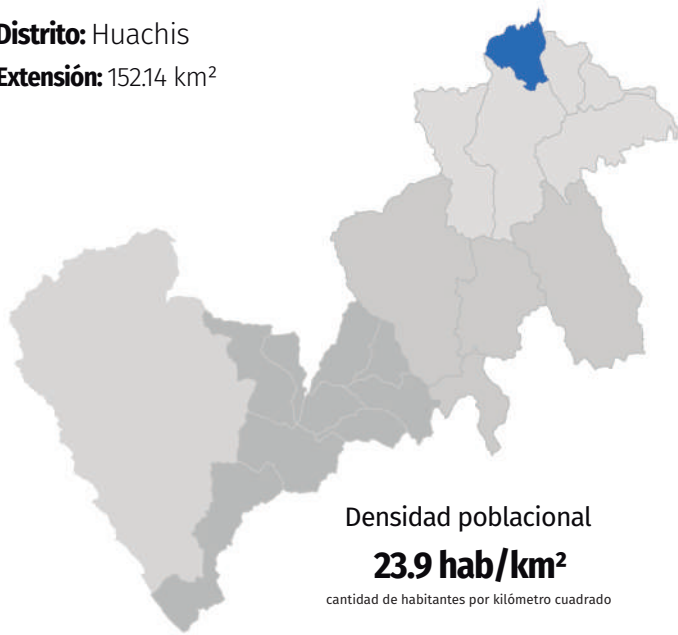 Distrito: Huachis
Extensión: 152.14 km²
Densidad poblacional
23.9 hab/km²
cantidad de habitantes por kilómetro cuadrado